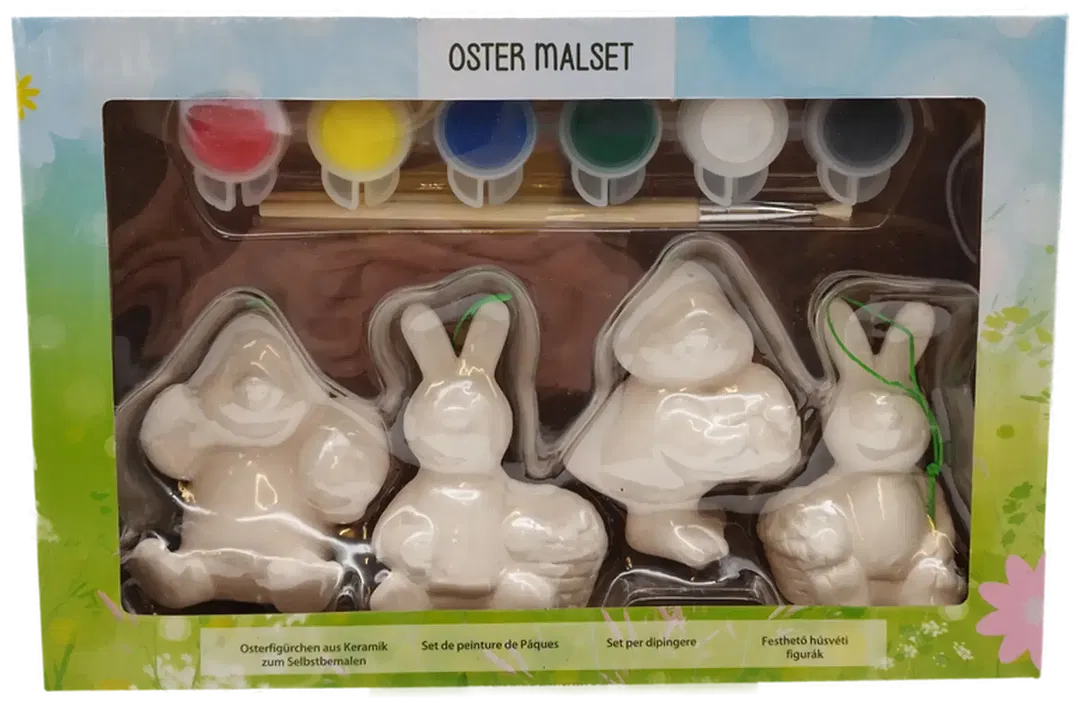 OSTER MALSET
Osterfigürchen aus Keramik
zum Selbstbemalen
Set de peinture de Pâques
Set per dipingere
Festhető húsvéti
figurák